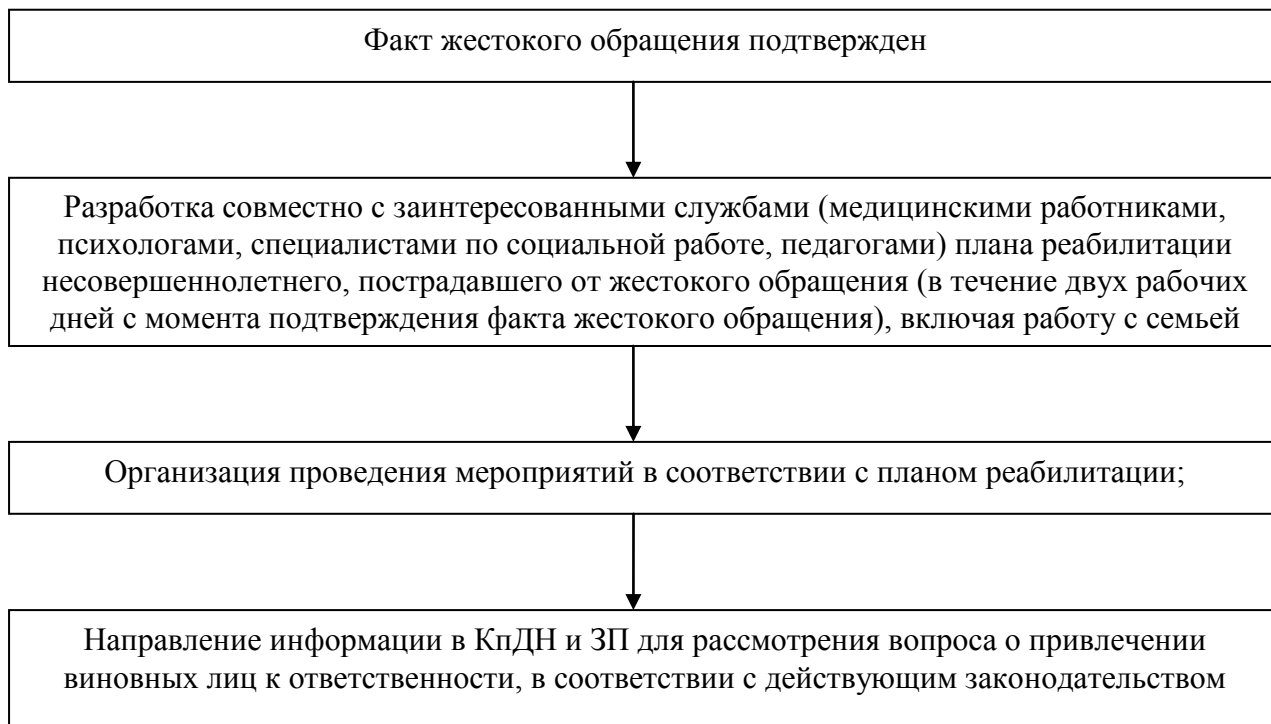 Факт жестокого обращения подтвержден
Разработка совместно с заинтересованными службами (медицинскими работниками,
психологами, специалистами по социальной работе, педагогами) плана реабилитации
несовершеннолетнего, пострадавшего от жестокого обращения (в течение двух рабочих
дней с момента подтверждения факта жестокого обращения), включая работу с семьей
Организация проведения мероприятий в соответствии с планом реабилитации;
Направление информации в КпДН и ЗП для рассмотрения вопроса о привлечении
виновных лиц к ответственности, в соответствии с действующим законодательством